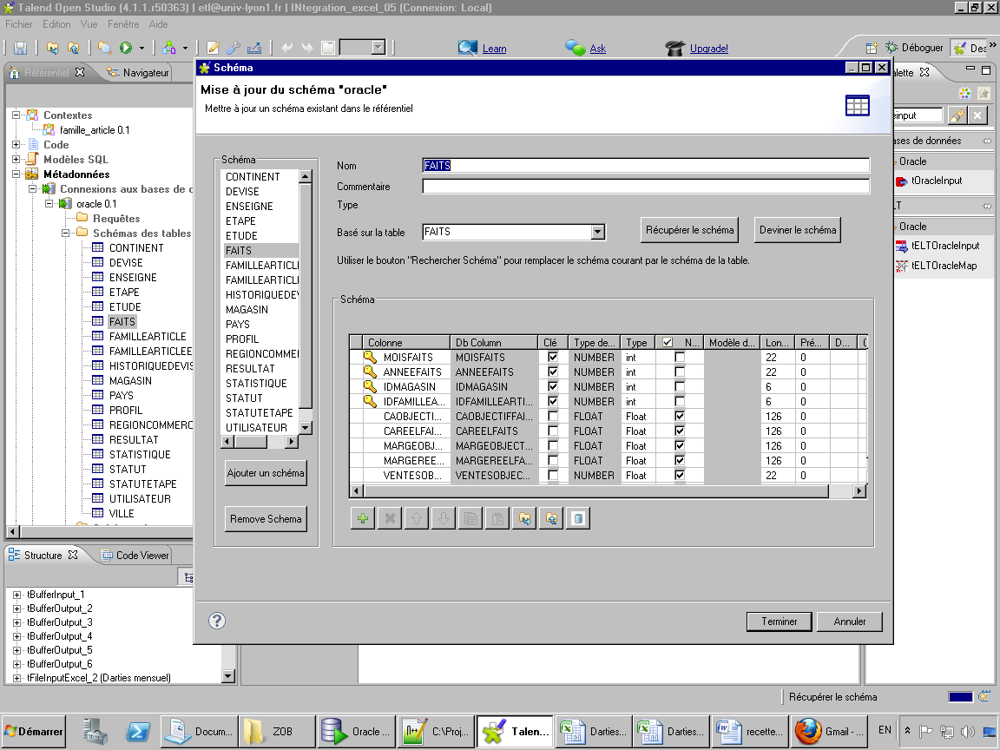 Talend Open Studio (4.1.1.r50363) | etl@univ-lyon1.fr | INtegration_excel_05 (Connexion: Local)
Fichier Edition Vue Fenêtre Aide
Learn Ask Upgrade! Déboguer Des
Référentiel Navigateur
Contextes
famille_article 0.1
Code
Modèles SQL
Métadonnées
Connexions aux bases de d
oracle 0.1
Requêtes
Schémas des tables
CONTINENT
DEVISE
ENSEIGNE
ETAPE
ETUDE
FAITS
FAMILLEARTICLE
FAMILLEARTICLEE
HISTORIQUEDEVIS
MAGASIN
PAYS
PROFIL
REGIONCOMMERC
RESULTAT
STATISTIQUE
STATUT
STATUTETAPE
UTILISATEUR
VILLE
Structure Code Viewer
tBufferInput_1
tBufferOutput_2
tBufferOutput_3
tBufferOutput_4
tBufferOutput_5
tBufferOutput_6
tFileInputExcel_2 (Darties mensuel)
Schéma
Mise à jour du schéma "oracle"
Mettre à jour un schéma existant dans le référentiel
Schéma
CONTINENT
DEVISE
ENSEIGNE
ETAPE
ETUDE
FAITS
FAMILLEARTICLI
FAMILLEARTICLI
HISTORIQUEDEV
MAGASIN
PAYS
PROFIL
REGIONCOMMEI
RESULTAT
STATISTIQUE
STATUT
STATUTETAPE
UTILISATEUR
Ajouter un schéma
Remove Schema
Nom FAITS
Commentaire
Type
Basé sur la table FAITS Récupérer le schéma Deviner le schéma
Utiliser le bouton "Rechercher Schéma" pour remplacer le schéma courant par le schéma de la table.
Schéma
Colonne Db Column Clé Type de... Type N... Modèle d... Lon... Pré... D...
MOISFAITS MOISFAITS NUMBER int 22 0
ANNEEFAITS ANNEEFAITS NUMBER int 22 0
IDMAGASIN IDMAGASIN NUMBER int 6 0
IDFAMILLEA... IDFAMILLEARTI... NUMBER int 6 0
CAOBJECTI... CAOBJECTIFFAI... FLOAT Float 126 0
CAREELFAI... CAREELFAITS FLOAT Float 126 0
MARGEOBJ... MARGEOBJECT... FLOAT Float 126 0
MARGEREE... MARGEREELFA... FLOAT Float 126 0
VENTESOB... VENTESOBJEC... NUMBER Float 22 0
Terminer Annuler
alette
einput
ases de données
Oracle
tOracleInput
LT
Oracle
tELTOracleInput
tELTOracleMap
Récupérer le schéma
Démarrer Docum... ZOB Oracle ... C:\Proj... Talen... Darties... Darties... recette... Gmail - ... EN